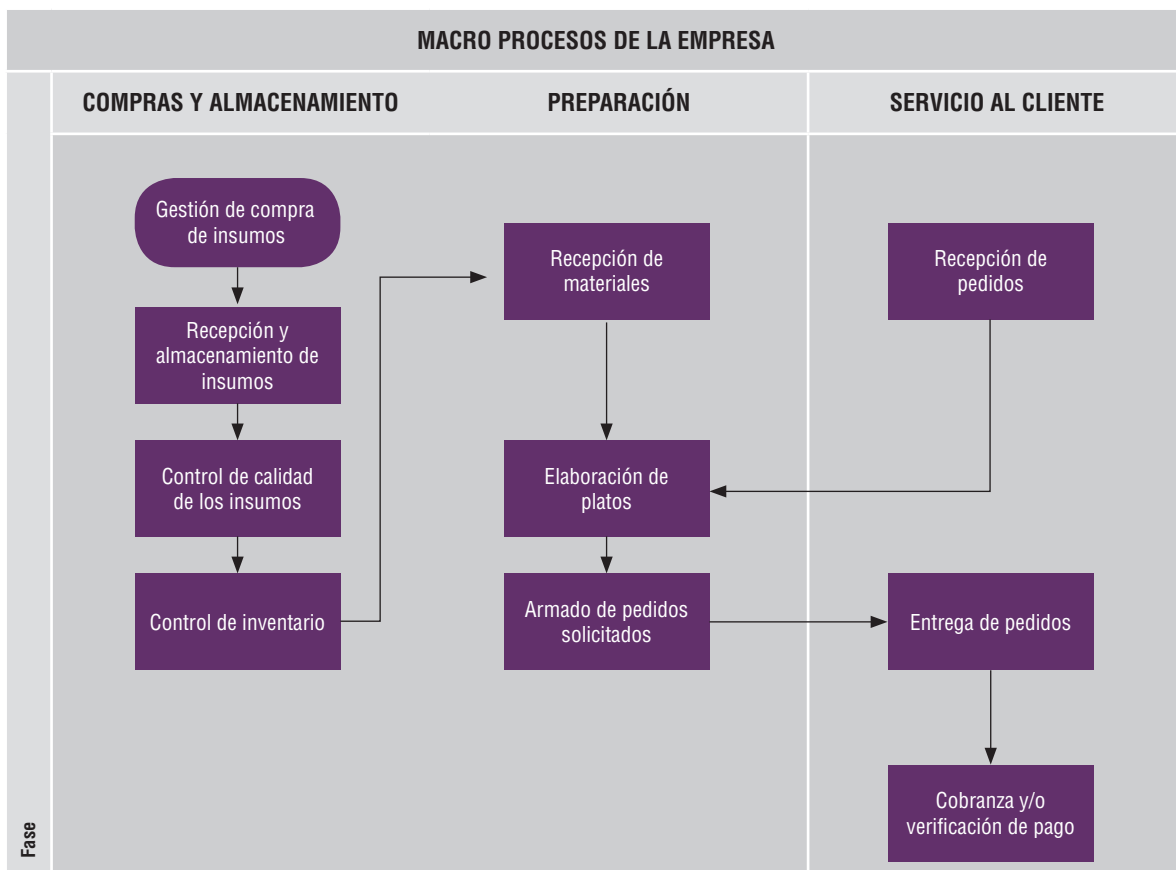 MACRO PROCESOS DE LA EMPRESA
COMPRAS Y ALMACENAMIENTO
PREPARACIÓN
SERVICIO AL CLIENTE
Gestión de compra
de insumos
Recepción y
almacenamiento de
insumos
Control de calidad
de los insumos
Control de inventario
Recepción de
materiales
Elaboración de
platos
Armado de pedidos
solicitados
Recepción de
pedidos
Entrega de pedidos
Cobranza y/o
verificación de pago
Fase